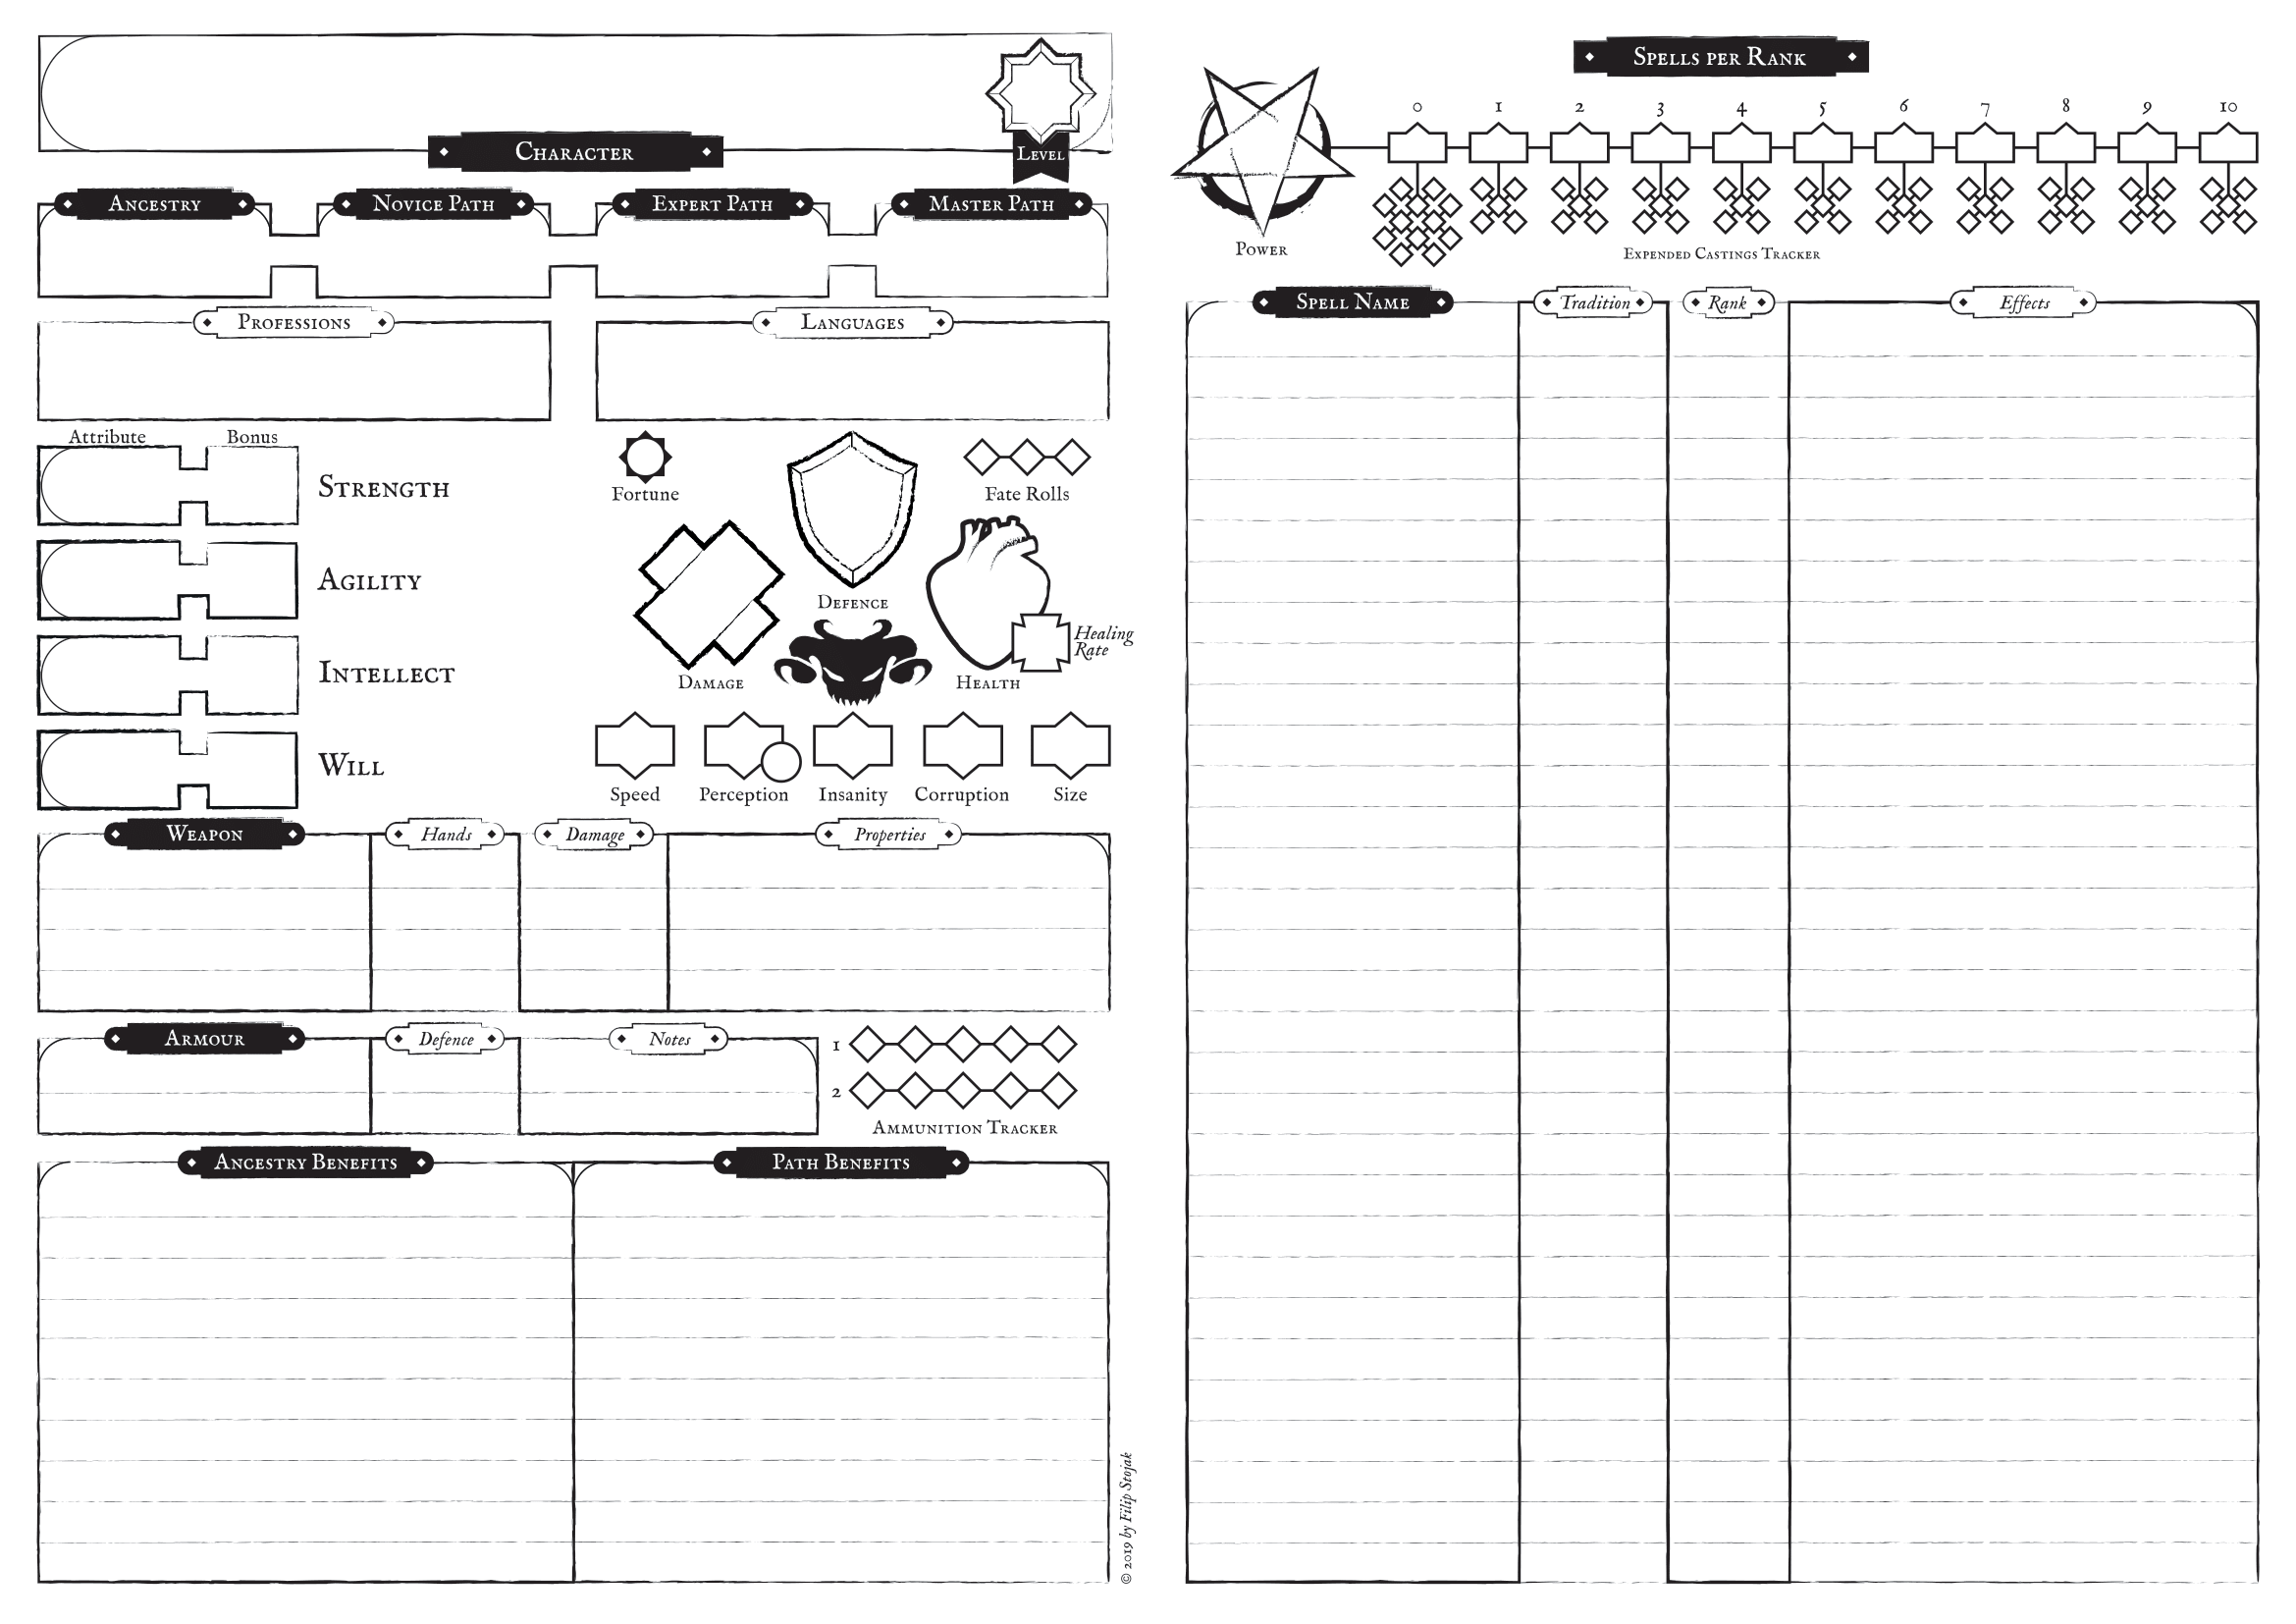 Character
Level
Ancestry
Novice Path
Expert Path
Master Path
Professions
Languages
Attribute
Bonus
Strength
Agility
Intellect
Will
Fortune
Defence
Fate Rolls
Damage
Health
Healing
Rate
Speed
Perception
Insanity
Corruption
Size
Weapon
Hands
Damage
Properties
Armour
Defence
Notes
1
2
Ammunition Tracker
Ancestry Benefits
Path Benefits
© 2019 by Filip Stojak
Spells per Rank
0 1 2 3 4 5 6 7 8 9 10
Power
Expended Castings Tracker
Spell Name
Tradition
Rank
Effects